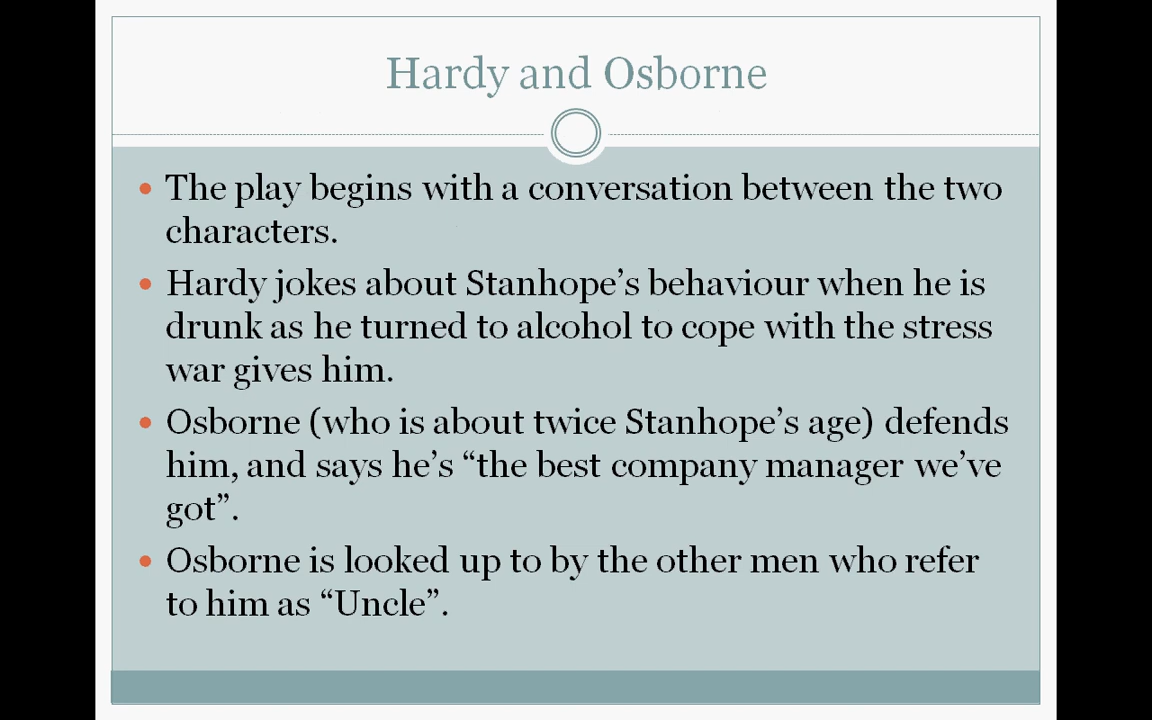 Hardy and Osborne
The play begins with a conversation between the two
characters.
Hardy jokes about Stanhope’s behaviour when he is
drunk as he turned to alcohol to cope with the stress
war gives him.
Osborne (who is about twice Stanhope’s age) defends
him, and says he’s “the best company manager we’ve
got”.
Osborne is looked up to by the other men who refer
to him as “Uncle”.